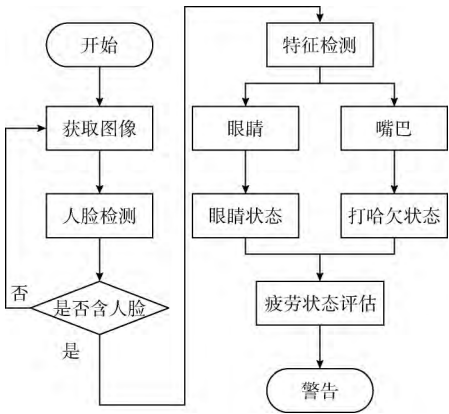 开始
获取图像
人脸检测
是否含人脸
否
是
特征检测
眼睛
嘴巴
眼睛状态
打哈欠状态
疲劳状态评估
警告